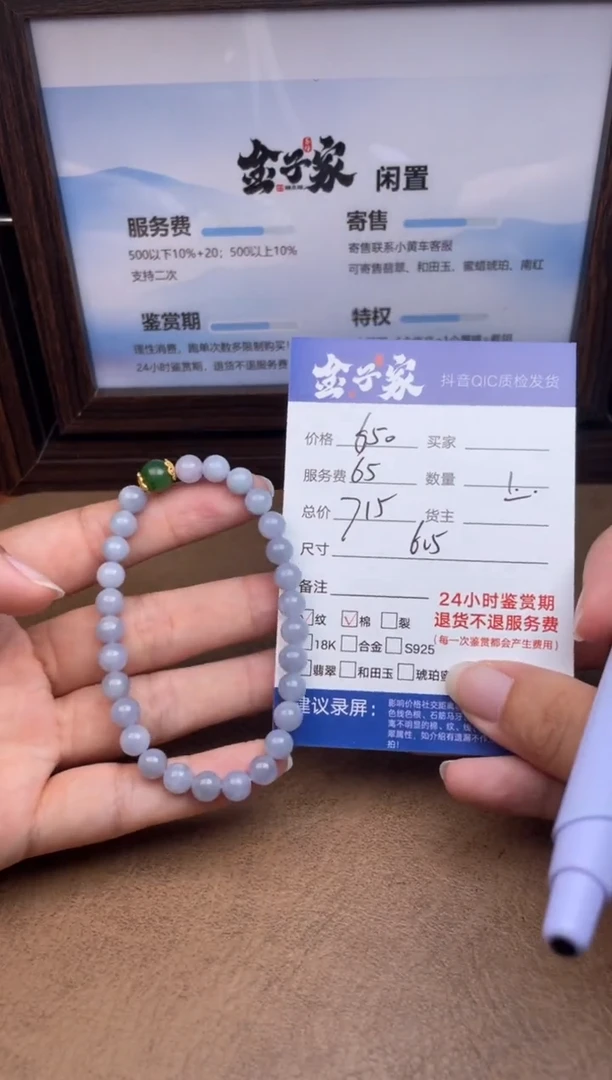 金子家 闲置
服务费
500以下10%+20；500以上10%
支持二次
寄售
寄售联系小黄车客服
可寄售翡翠、和田玉、蜜蜡琥珀、南红
鉴赏期
理性消费，跑单次数多限制购买！
24小时鉴赏期，退货不退服务费
特权
金子家 抖音QIC质检发货
价格 650 买家
服务费 65 数量 1
总价 715 货主
尺寸
备注
纹 棉 裂
18K 合金 S925
翡翠 和田玉 琥珀
24小时鉴赏期
退货不退服务费
(每一次鉴赏都会产生费用)
建议录屏：